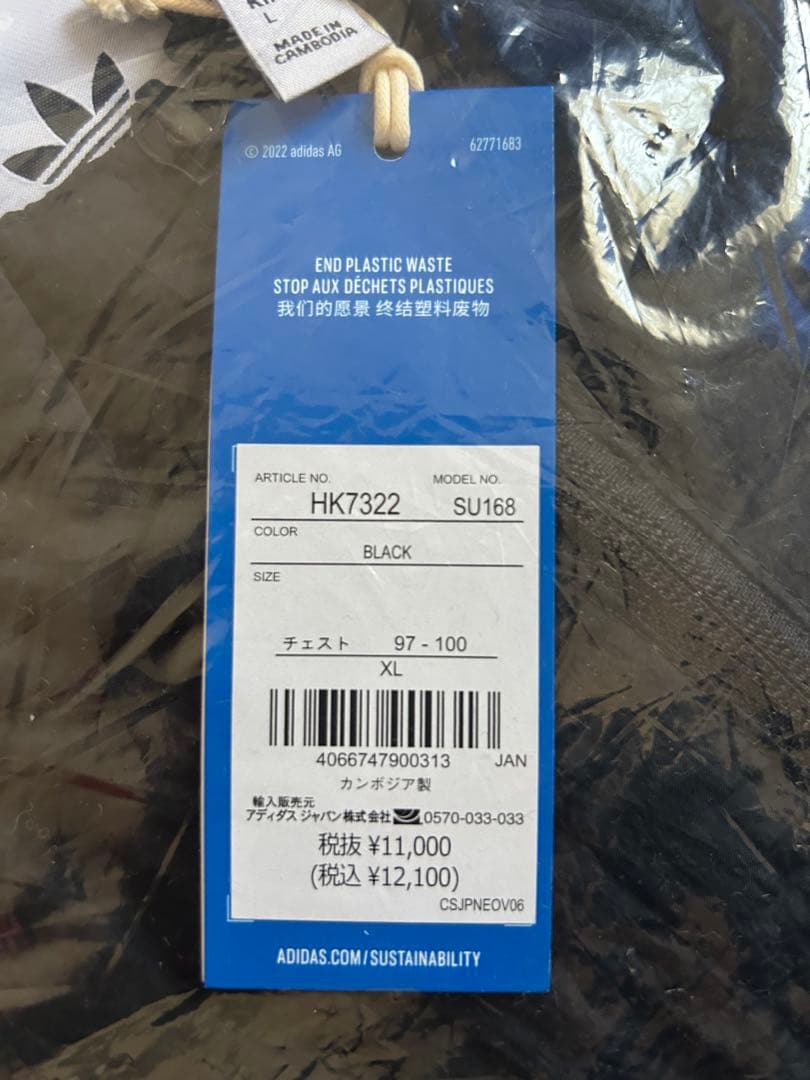 L
MADE IN
CAMBODIA
© 2022 adidas AG
62771683
END PLASTIC WASTE
STOP AUX DÉCHETS PLASTIQUES
我们的愿景 终结塑料废物
ARTICLE NO.
MODEL NO.
HK7322
SU168
COLOR
BLACK
SIZE
チェスト 97 - 100
XL
4066747900313 JAN
カンボジア製
輸入販売元
アディダス ジャパン株式会社 0570-033-033
税抜 ¥11,000
(税込 ¥12,100)
CSJPNEOV06
ADIDAS.COM/SUSTAINABILITY